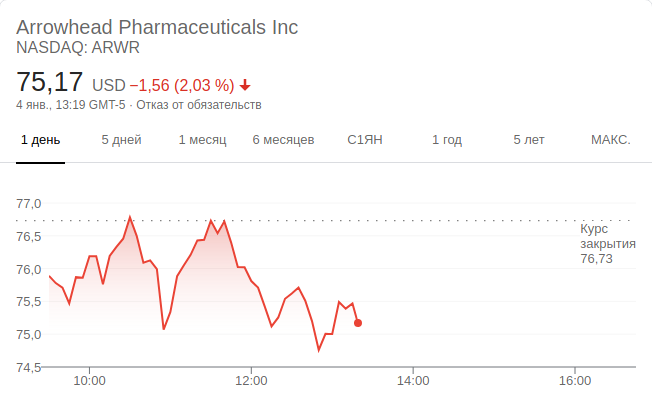 Arrowhead Pharmaceuticals Inc
NASDAQ: ARWR
75,17 USD −1,56 (2,03 %)
4 янв., 13:19 GMT-5 · Отказ от обязательств
1 день 5 дней 1 месяц 6 месяцев С1ЯН 1 год 5 лет МАКС.
77,0
76,5
76,0
75,5
75,0
74,5
Курс
закрытия
76,73
10:00 12:00 14:00 16:00